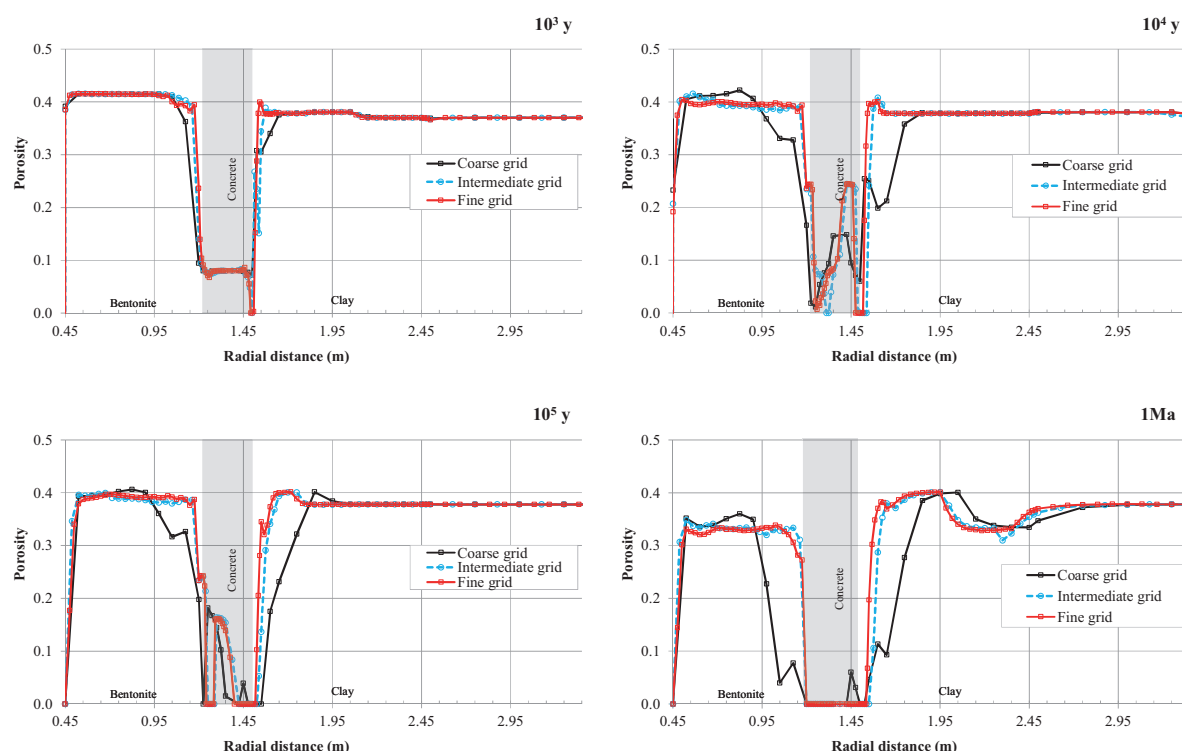 10³ y
0.5
0.4
0.3
0.2
0.1
0.0
Porosity
Concrete
Coarse grid
Intermediate grid
Fine grid
Bentonite
Clay
0.45 0.95 1.45 1.95 2.45 2.95
Radial distance (m)
10⁴ y
0.5
0.4
0.3
0.2
0.1
0.0
Porosity
Concrete
Coarse grid
Intermediate grid
Fine grid
Bentonite
Clay
0.45 0.95 1.45 1.95 2.45 2.95
Radial distance (m)
10⁵ y
0.5
0.4
0.3
0.2
0.1
0.0
Porosity
Concrete
Coarse grid
Intermediate grid
Fine grid
Bentonite
Clay
0.45 0.95 1.45 1.95 2.45 2.95
Radial distance (m)
1Ma
0.5
0.4
0.3
0.2
0.1
0.0
Porosity
Concrete
Coarse grid
Intermediate grid
Fine grid
Bentonite
Clay
0.45 0.95 1.45 1.95 2.45 2.95
Radial distance (m)